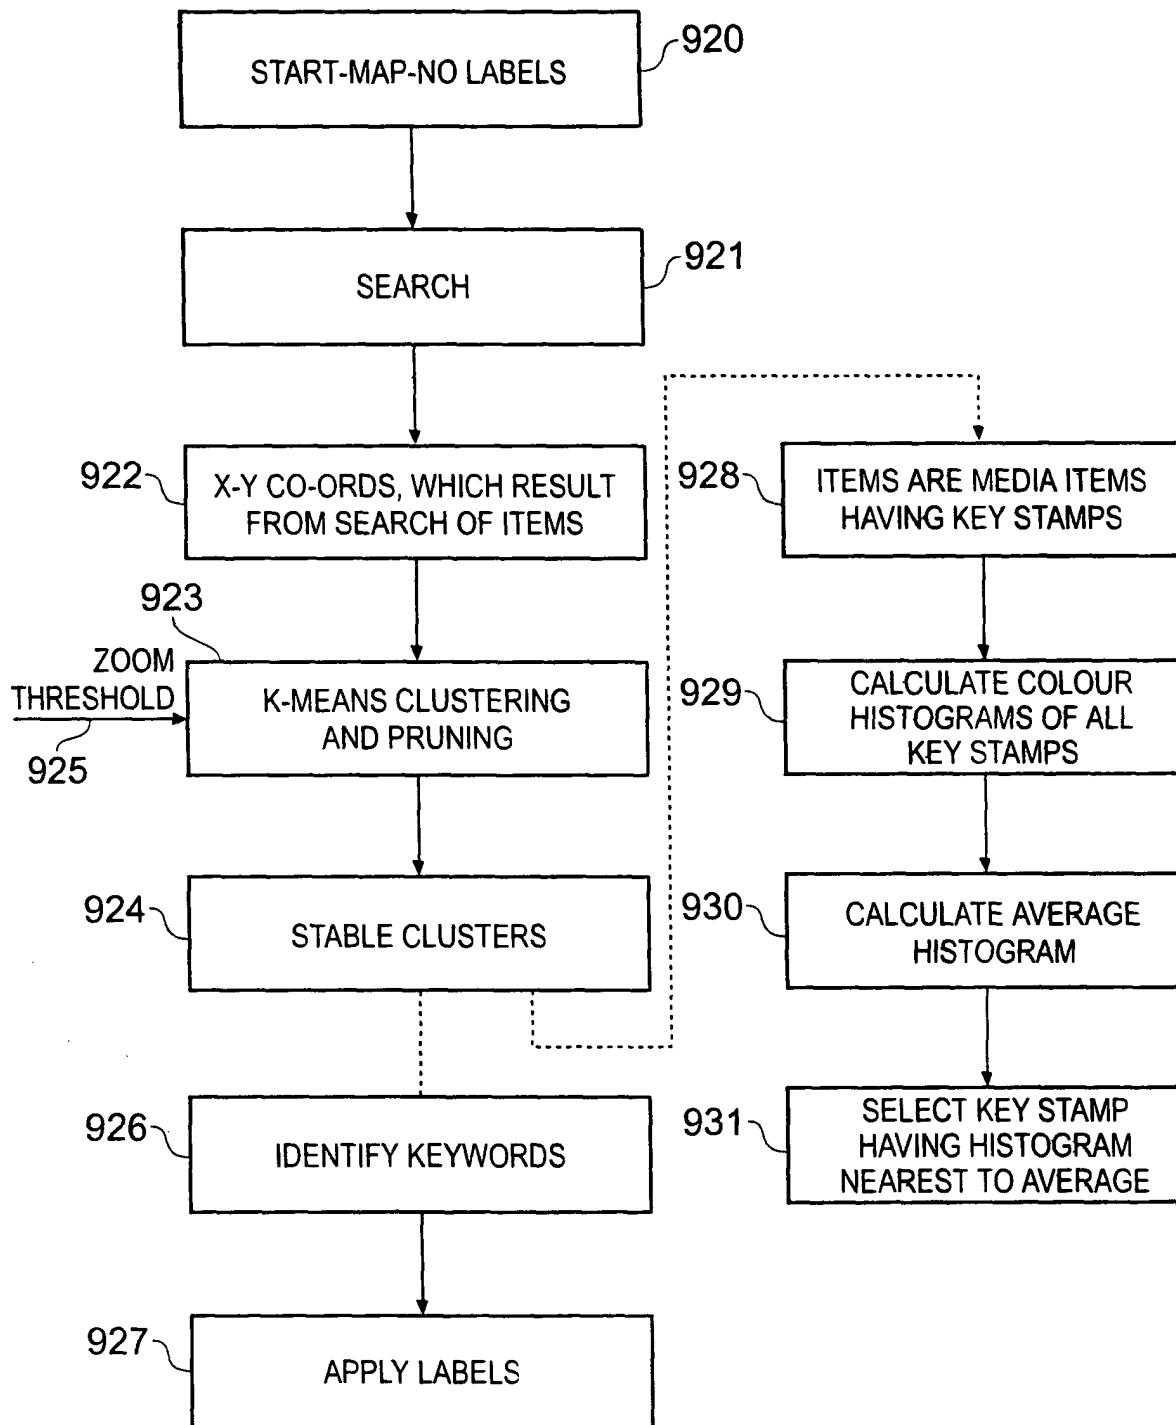 START-MAP-NO LABELS
920
SEARCH
921
922
X-Y CO-ORDS, WHICH RESULT
FROM SEARCH OF ITEMS
923
ZOOM
THRESHOLD
925
K-MEANS CLUSTERING
AND PRUNING
924
STABLE CLUSTERS
926
IDENTIFY KEYWORDS
927
APPLY LABELS
928
ITEMS ARE MEDIA ITEMS
HAVING KEY STAMPS
929
CALCULATE COLOUR
HISTOGRAMS OF ALL
KEY STAMPS
930
CALCULATE AVERAGE
HISTOGRAM
931
SELECT KEY STAMP
HAVING HISTOGRAM
NEAREST TO AVERAGE